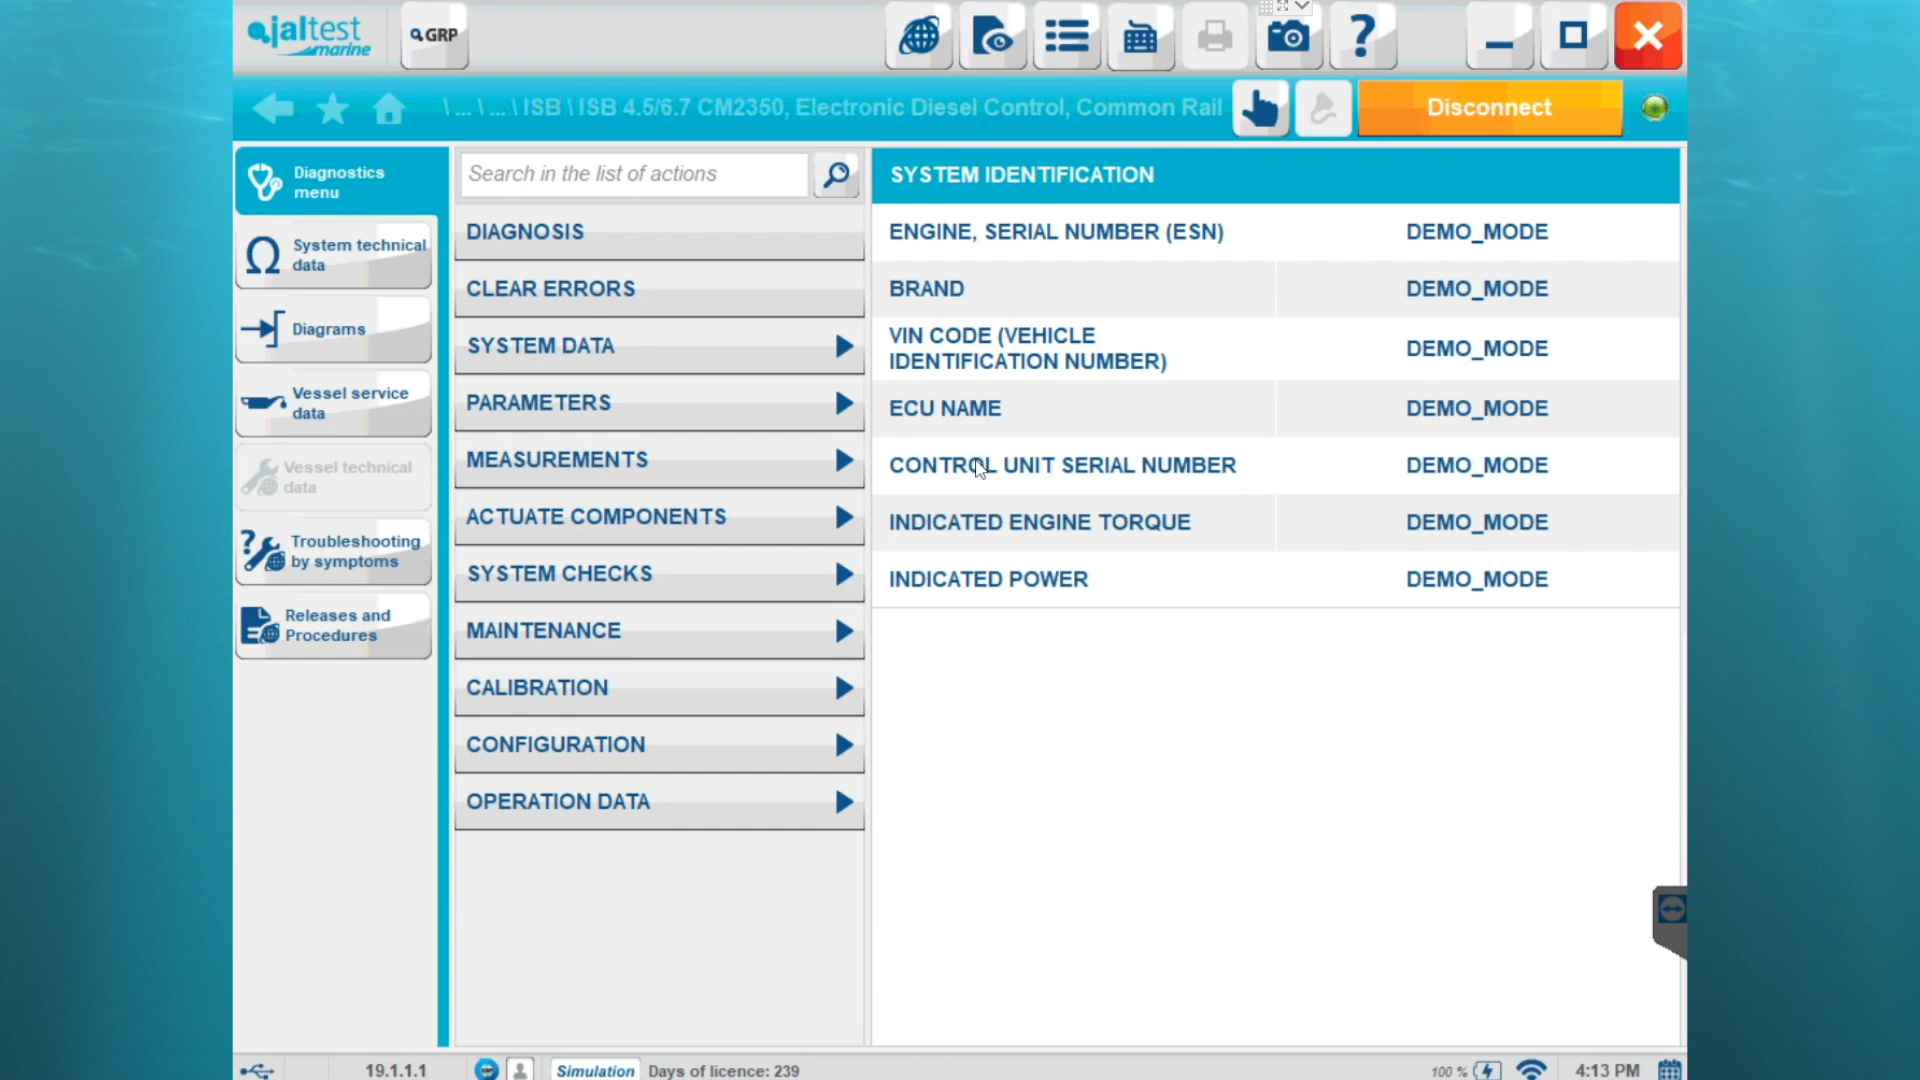 jaltest
marine
GRP
?
\ ... \ ... \ ISB \ ISB 4.5/6.7 CM2350, Electronic Diesel Control, Common Rail
Disconnect
Diagnostics
menu
System technical
data
Diagrams
Vessel service
data
Vessel technical
data
Troubleshooting
by symptoms
Releases and
Procedures
Search in the list of actions
DIAGNOSIS
CLEAR ERRORS
SYSTEM DATA
PARAMETERS
MEASUREMENTS
ACTUATE COMPONENTS
SYSTEM CHECKS
MAINTENANCE
CALIBRATION
CONFIGURATION
OPERATION DATA
SYSTEM IDENTIFICATION
ENGINE, SERIAL NUMBER (ESN) DEMO_MODE
BRAND DEMO_MODE
VIN CODE (VEHICLE
IDENTIFICATION NUMBER) DEMO_MODE
ECU NAME DEMO_MODE
CONTROL UNIT SERIAL NUMBER DEMO_MODE
INDICATED ENGINE TORQUE DEMO_MODE
INDICATED POWER DEMO_MODE
19.1.1.1 Simulation Days of licence: 239 100 % 4:13 PM